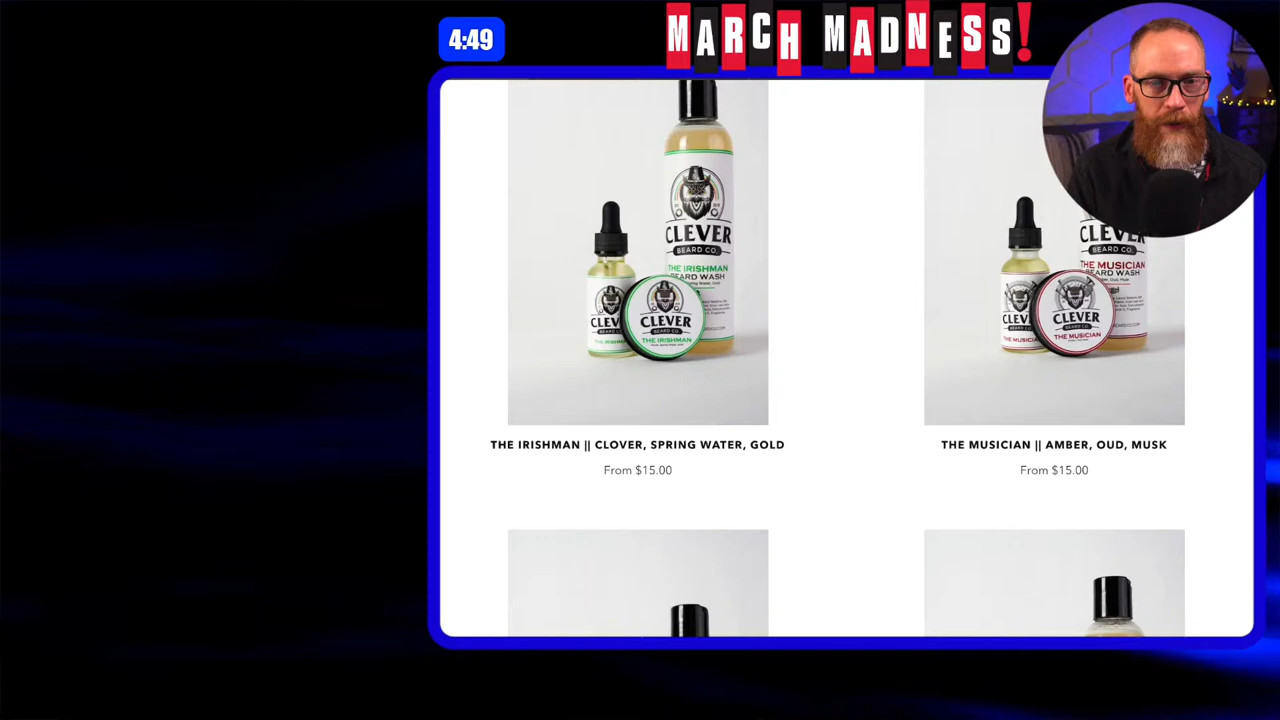 4:49
MARCH MADNESS!
CLEVER
BEARD CO.
THE IRISHMAN
BEARD WASH
CLEVER
BEARD CO.
THE IRISHMAN
CLEVER
BEARD CO.
THE MUSICIAN
BEARD WASH
CLEVER
BEARD CO.
THE MUSICIAN
THE IRISHMAN || CLOVER, SPRING WATER, GOLD
From $15.00
THE MUSICIAN || AMBER, OUD, MUSK
From $15.00